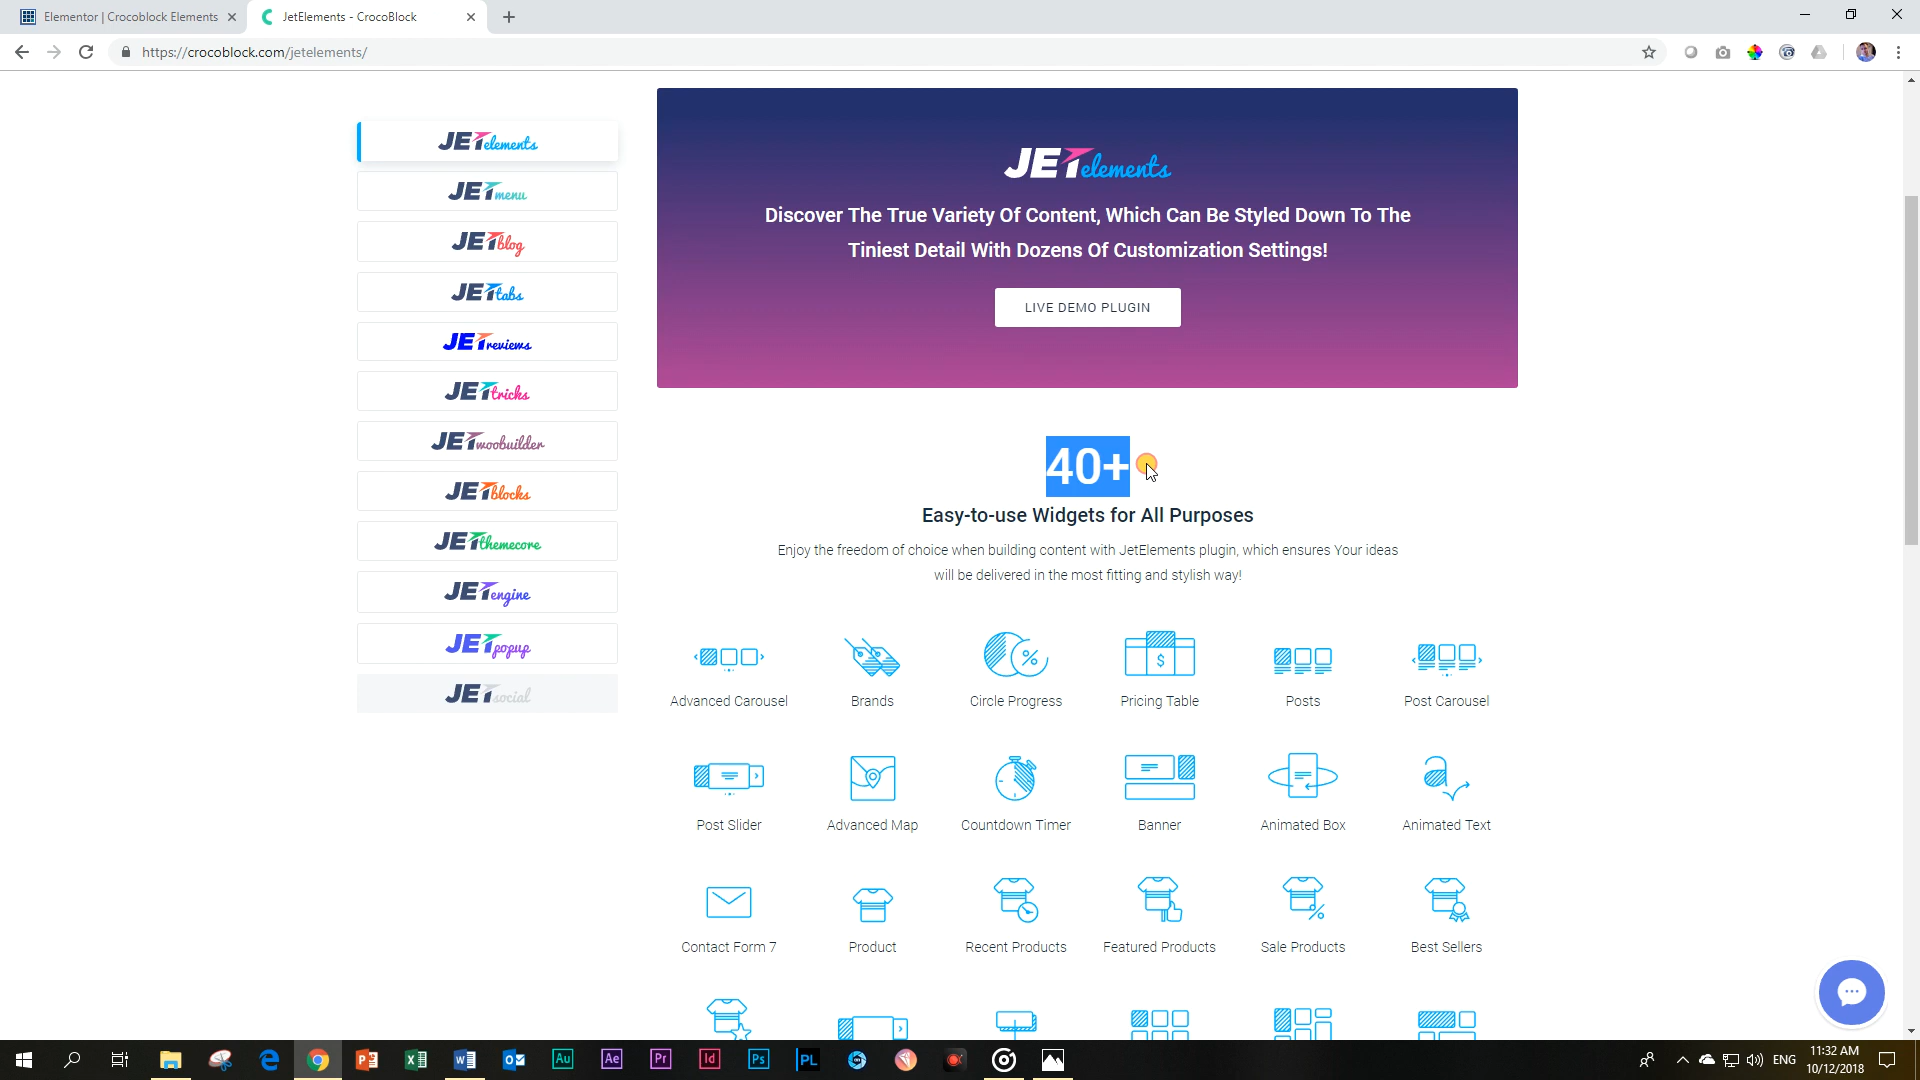 Elementor | Crocoblock Elements
JetElements - CrocoBlock
https://crocoblock.com/jetelements/
JETelements
JETmenu
JETblog
JETtabs
JETreviews
JETtricks
JETwoobuilder
JETblocks
JETthemecore
JETengine
JETpopup
JETsocial
JETelements
Discover The True Variety Of Content, Which Can Be Styled Down To The
Tiniest Detail With Dozens Of Customization Settings!
LIVE DEMO PLUGIN
40+
Easy-to-use Widgets for All Purposes
Enjoy the freedom of choice when building content with JetElements plugin, which ensures Your ideas
will be delivered in the most fitting and stylish way!
Advanced Carousel
Brands
Circle Progress
Pricing Table
Posts
Post Carousel
Post Slider
Advanced Map
Countdown Timer
Banner
Animated Box
Animated Text
Contact Form 7
Product
Recent Products
Featured Products
Sale Products
Best Sellers
Au
Ae
Pr
Id
Ps
PL
ENG
11:32 AM
10/12/2018